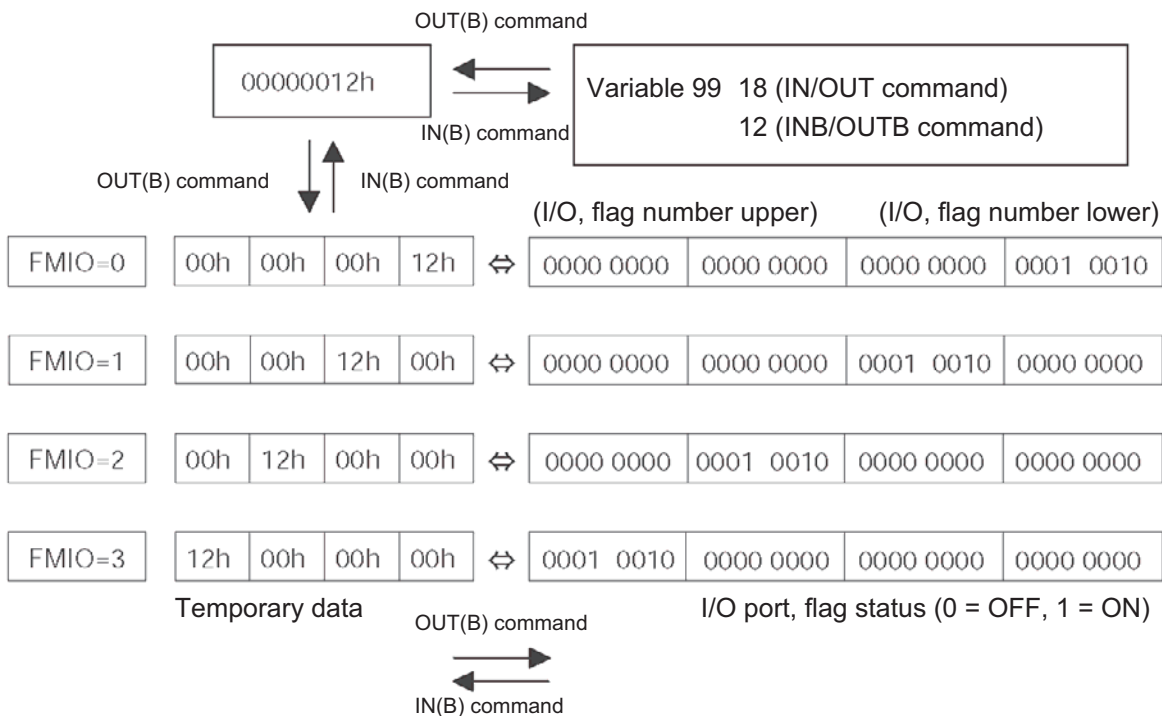 OUT(B) command
00000012h
Variable 99 18 (IN/OUT command)
IN(B) command
12 (INB/OUTB command)
OUT(B) command IN(B) command
(I/O, flag number upper) (I/O, flag number lower)
FMIO=0 00h 00h 00h 12h ⇔ 0000 0000 0000 0000 0000 0000 0001 0010
FMIO=1 00h 00h 12h 00h ⇔ 0000 0000 0000 0000 0001 0010 0000 0000
FMIO=2 00h 12h 00h 00h ⇔ 0000 0000 0001 0010 0000 0000 0000 0000
FMIO=3 12h 00h 00h 00h ⇔ 0001 0010 0000 0000 0000 0000 0000 0000
Temporary data I/O port, flag status (0 = OFF, 1 = ON)
OUT(B) command
IN(B) command